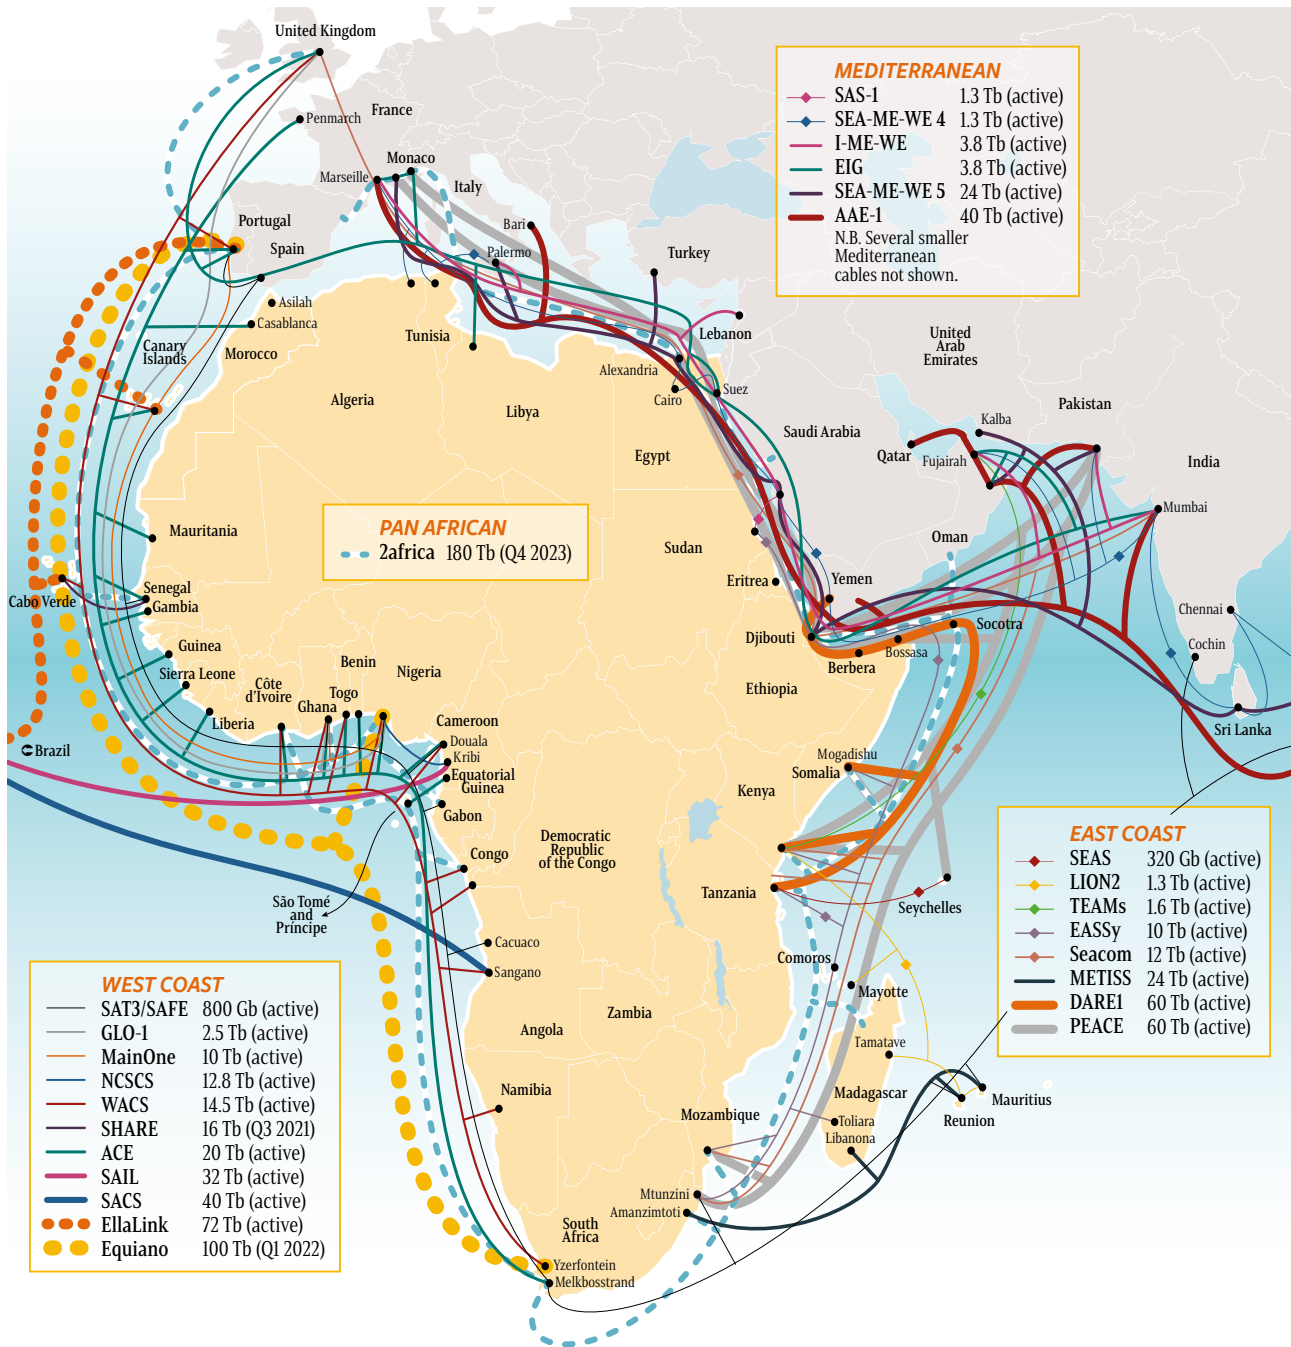 United Kingdom
Penmarch
France
Monaco
Marseille
Italy
Portugal
Spain
Bari
Palermo
Turkey
Asilah
Casablanca
Canary
Islands
Morocco
Tunisia
Lebanon
Alexandria
Cairo
Suez
Algeria
Libya
Egypt
Saudi Arabia
United
Arab
Emirates
Pakistan
Kalba
Qatar
Fujairah
India
Mumbai
Oman
MEDITERRANEAN
SAS-1 1.3 Tb (active)
SEA-ME-WE 4 1.3 Tb (active)
I-ME-WE 3.8 Tb (active)
EIG 3.8 Tb (active)
SEA-ME-WE 5 24 Tb (active)
AAE-1 40 Tb (active)
N.B. Several smaller
Mediterranean
cables not shown.
PAN AFRICAN
2africa 180 Tb (Q4 2023)
Mauritania
Sudan
Eritrea
Yemen
Cabo Verde
Senegal
Gambia
Guinea
Sierra Leone
Liberia
Côte
d'Ivoire
Ghana
Togo
Benin
Nigeria
Cameroon
Douala
Kribi
Equatorial
Guinea
Gabon
Djibouti
Berbera
Bossasa
Socotra
Ethiopia
Chennai
Cochin
Sri Lanka
Brazil
Mogadishu
Somalia
Kenya
Democratic
Republic
of the Congo
Congo
São Tomé
and
Príncipe
Tanzania
Seychelles
Cacuaco
Sangano
Comoros
Mayotte
Zambia
Angola
Tamatave
Madagascar
Mauritius
Reunion
Namibia
Mozambique
Toliara
Libanona
Mtunzini
Amanzimtoti
South
Africa
Yzerfontein
Melkbosstrand
EAST COAST
SEAS 320 Gb (active)
LION2 1.3 Tb (active)
TEAMs 1.6 Tb (active)
EASSy 10 Tb (active)
Seacom 12 Tb (active)
METISS 24 Tb (active)
DARE1 60 Tb (active)
PEACE 60 Tb (active)
WEST COAST
SAT3/SAFE 800 Gb (active)
GLO-1 2.5 Tb (active)
MainOne 10 Tb (active)
NCSCS 12.8 Tb (active)
WACS 14.5 Tb (active)
SHARE 16 Tb (Q3 2021)
ACE 20 Tb (active)
SAIL 32 Tb (active)
SACS 40 Tb (active)
EllaLink 72 Tb (active)
Equiano 100 Tb (Q1 2022)